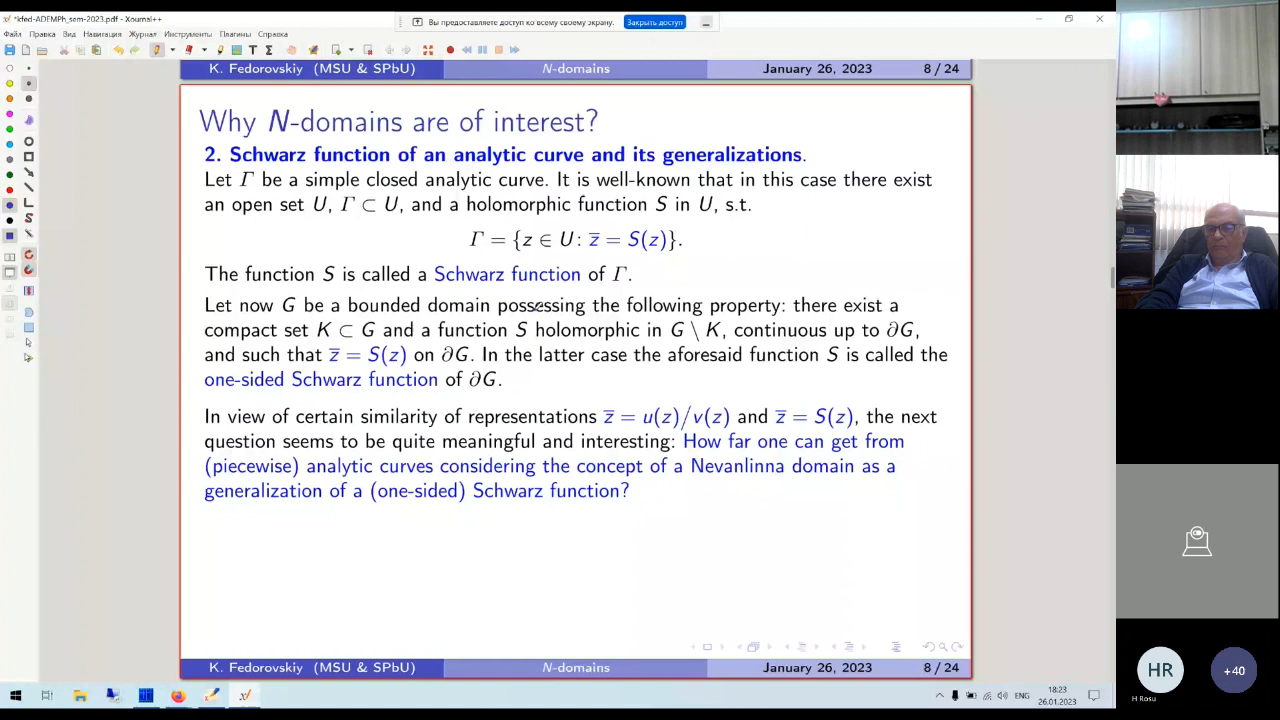 *kfed-ADEMPh_sem-2023.pdf - Xournal++
Вы предоставляете доступ ко всему своему экрану.
Закрыть доступ
Файл Правка Вид Навигация Журнал Инструменты Плагины Справка
K. Fedorovskiy (MSU & SPbU) N-domains January 26, 2023 8 / 24
Why N-domains are of interest?
2. Schwarz function of an analytic curve and its generalizations.
Let Γ be a simple closed analytic curve. It is well-known that in this case there exist
an open set U, Γ ⊂ U, and a holomorphic function S in U, s.t.
Γ = {z ∈ U: z̅ = S(z)}.
The function S is called a Schwarz function of Γ.
Let now G be a bounded domain possessing the following property: there exist a
compact set K ⊂ G and a function S holomorphic in G \ K, continuous up to ∂G,
and such that z̅ = S(z) on ∂G. In the latter case the aforesaid function S is called the
one-sided Schwarz function of ∂G.
In view of certain similarity of representations z̅ = u(z)/v(z) and z̅ = S(z), the next
question seems to be quite meaningful and interesting: How far one can get from
(piecewise) analytic curves considering the concept of a Nevanlinna domain as a
generalization of a (one-sided) Schwarz function?
K. Fedorovskiy (MSU & SPbU) N-domains January 26, 2023 8 / 24
HR
H Rosu
+40
ENG
18:23
26.01.2023